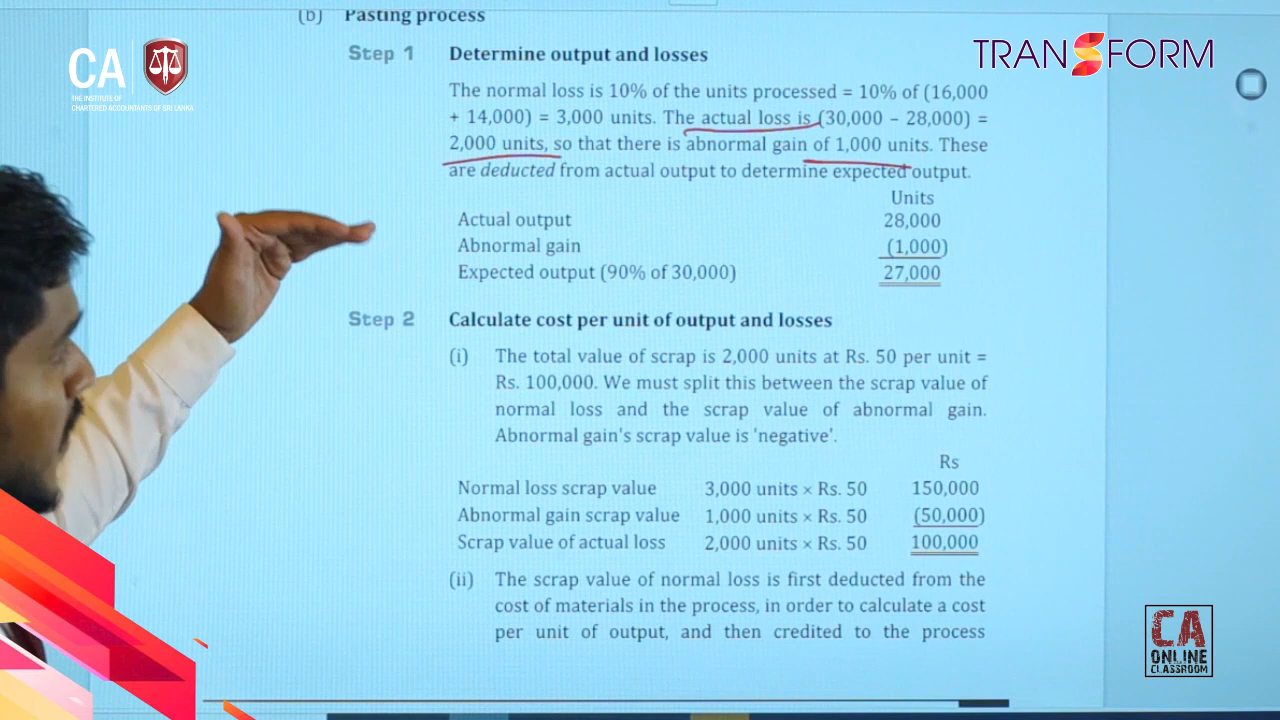 (b) Pasting process
CA
THE INSTITUTE OF
CHARTERED ACCOUNTANTS OF SRI LANKA
TRANSFORM
Step 1 Determine output and losses
The normal loss is 10% of the units processed = 10% of (16,000
+ 14,000) = 3,000 units. The actual loss is (30,000 – 28,000) =
2,000 units, so that there is abnormal gain of 1,000 units. These
are deducted from actual output to determine expected output.
Units
Actual output 28,000
Abnormal gain (1,000)
Expected output (90% of 30,000) 27,000
Step 2 Calculate cost per unit of output and losses
(i) The total value of scrap is 2,000 units at Rs. 50 per unit =
Rs. 100,000. We must split this between the scrap value of
normal loss and the scrap value of abnormal gain.
Abnormal gain's scrap value is 'negative'.
Rs
Normal loss scrap value 3,000 units × Rs. 50 150,000
Abnormal gain scrap value 1,000 units × Rs. 50 (50,000)
Scrap value of actual loss 2,000 units × Rs. 50 100,000
(ii) The scrap value of normal loss is first deducted from the
cost of materials in the process, in order to calculate a cost
per unit of output, and then credited to the process
CA
ONLINE
CLASSROOM